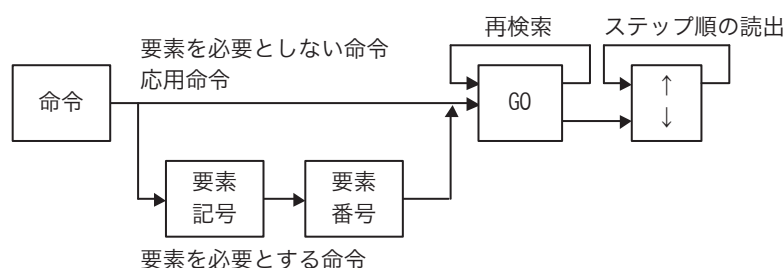 再検索
ステップ順の読出
要素を必要としない命令
応用命令
命令
GO
↑
↓
要素
記号
要素
番号
要素を必要とする命令